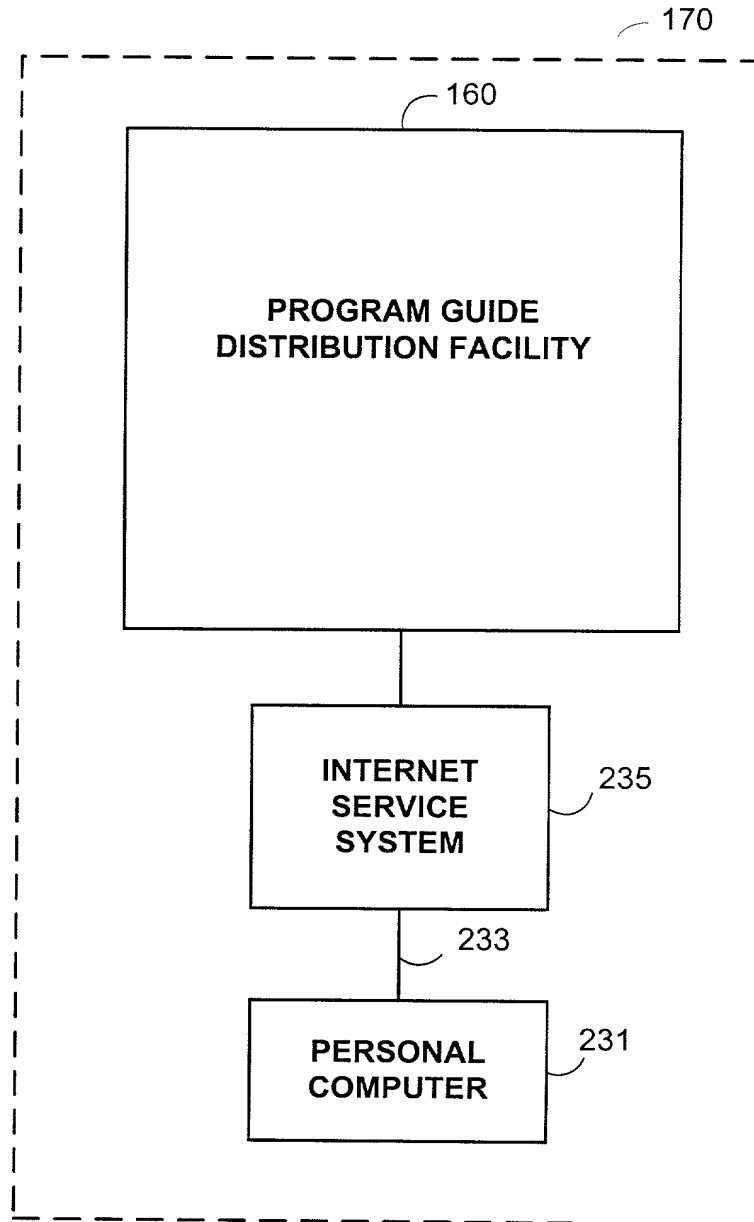 170
160
PROGRAM GUIDE
DISTRIBUTION FACILITY
INTERNET
SERVICE
SYSTEM
235
233
PERSONAL
COMPUTER
231